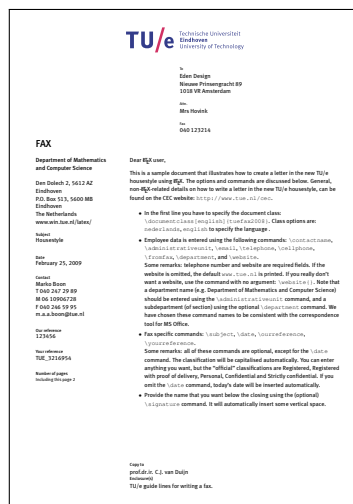 TU/e Technische Universiteit
Eindhoven
University of Technology
To
Eden Design
Nieuwe Prinsengracht 89
1018 VR Amsterdam
Attn.
Mrs Hovink
Fax
040 123214
FAX
Department of Mathematics
and Computer Science
Den Dolech 2, 5612 AZ
Eindhoven
P.O. Box 513, 5600 MB
Eindhoven
The Netherlands
www.win.tue.nl/latex/
Subject
Housestyle
Date
February 25, 2009
Contact
Marko Boon
T 040 247 29 89
M 06 10906728
F 040 246 59 95
m.a.a.boon@tue.nl
Our reference
123456
Your reference
TUE_3216954
Number of pages
Including this page 2
Dear LATEX user,
This is a sample document that illustrates how to create a letter in the new TU/e
housestyle using LATEX. The options and commands are discussed below. General,
non-LATEX-related details on how to write a letter in the new TU/e housestyle, can be
found on the CEC website: http://www.tue.nl/cec.
• In the first line you have to specify the document class:
\documentclass[english]{tuefax2008}. Class options are:
nederlands, english to specify the language .
• Employee data is entered using the following commands: \contactname,
\administrativeunit, \email, \telephone, \cellphone,
\fromfax, \department, and \website.
Some remarks: telephone number and website are required fields. If the
website is omitted, the default www.tue.nl is printed. If you really don't
want a website, use the command with no argument: \website{}. Note that
a department name (e.g. Department of Mathematics and Computer Science)
should be entered using the \administrativeunit command, and a
subdepartment (of section) using the optional \department command. We
have chosen these command names to be consistent with the correspondence
tool for MS Office.
• Fax specific commands: \subject, \date, \ourreference,
\yourreference.
Some remarks: all of these commands are optional, except for the \date
command. The classification will be capitalised automatically. You can enter
anything you want, but the "official" classifications are Registered, Registered
with proof of delivery, Personal, Confidential and Strictly confidential. If you
omit the \date command, today's date will be inserted automatically.
• Provide the name that you want below the closing using the (optional)
\signature command. It will automatically insert some vertical space.
Copy to
prof.dr.ir. C.J. van Duijn
Enclosure(s)
TU/e guide lines for writing a fax.